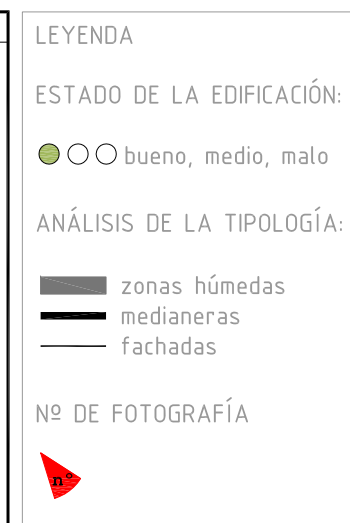 LEYENDA
ESTADO DE LA EDIFICACIÓN:
bueno, medio, malo
ANÁLISIS DE LA TIPOLOGÍA:
zonas húmedas
medianeras
fachadas
Nº DE FOTOGRAFÍA
nº